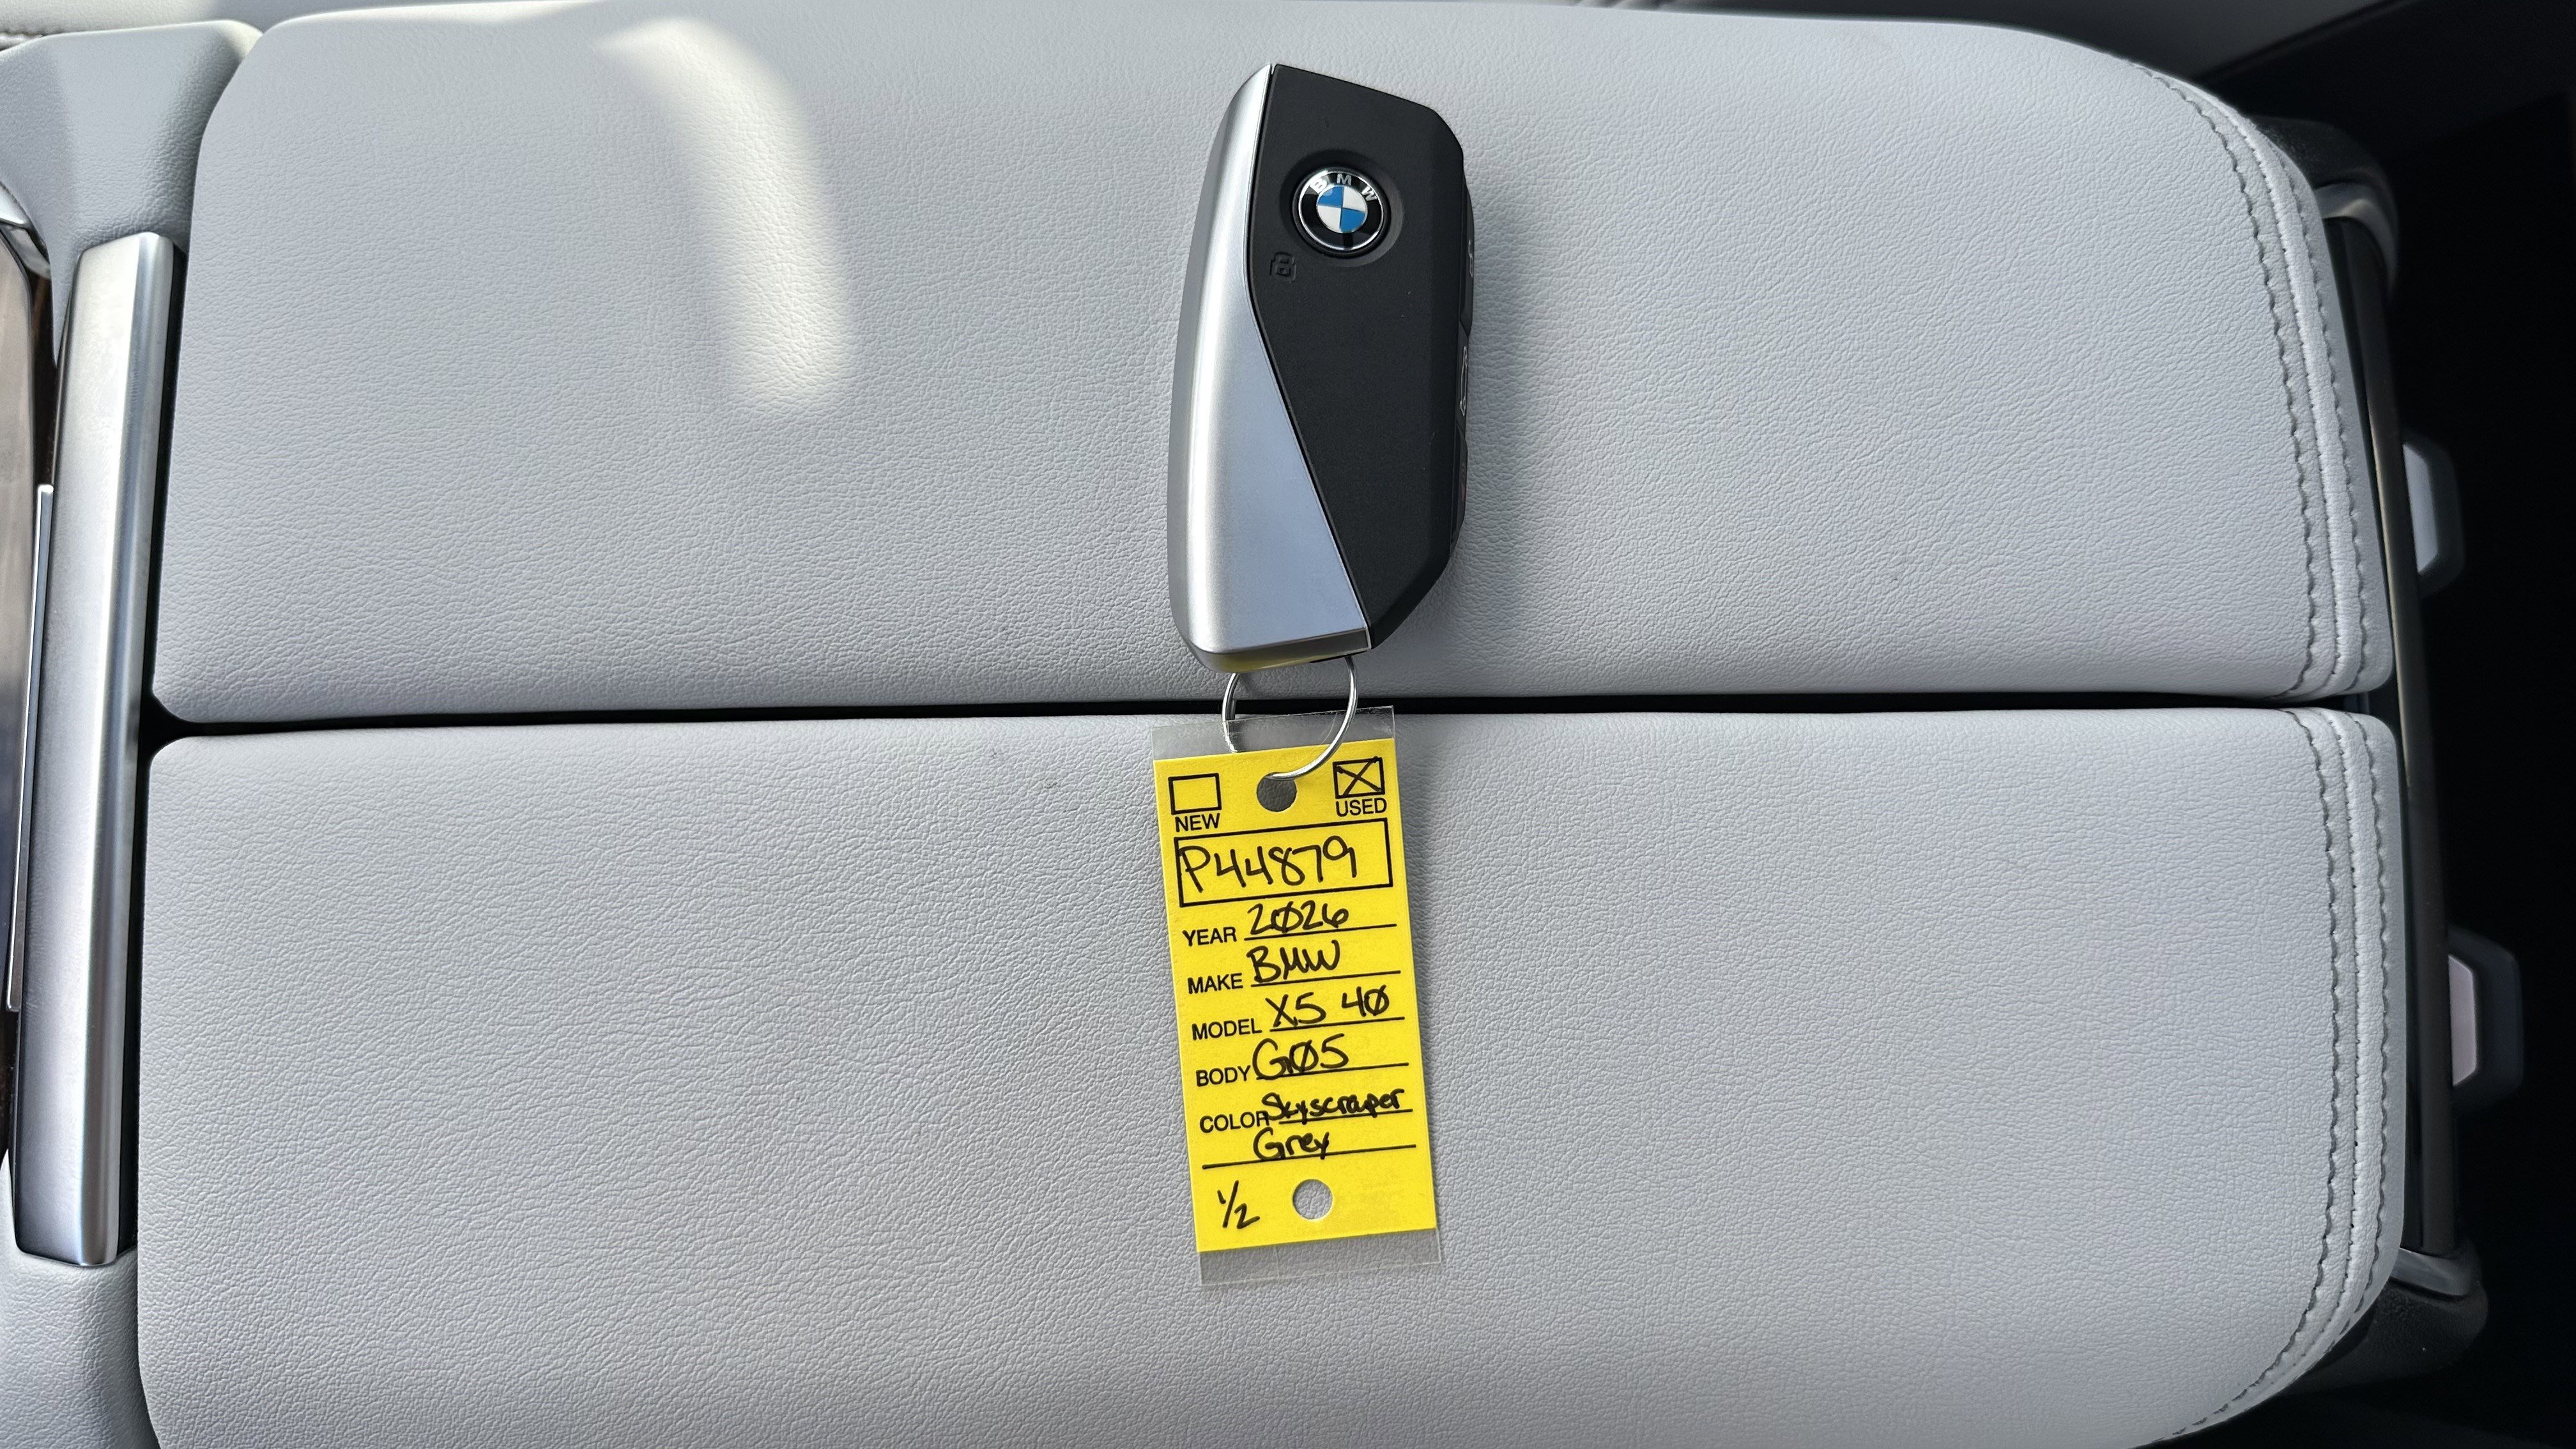 BMW
NEW USED
P44879
YEAR 2026
MAKE BMW
MODEL X5 40
BODY G05
COLOR Skyscraper
Grey
1/2